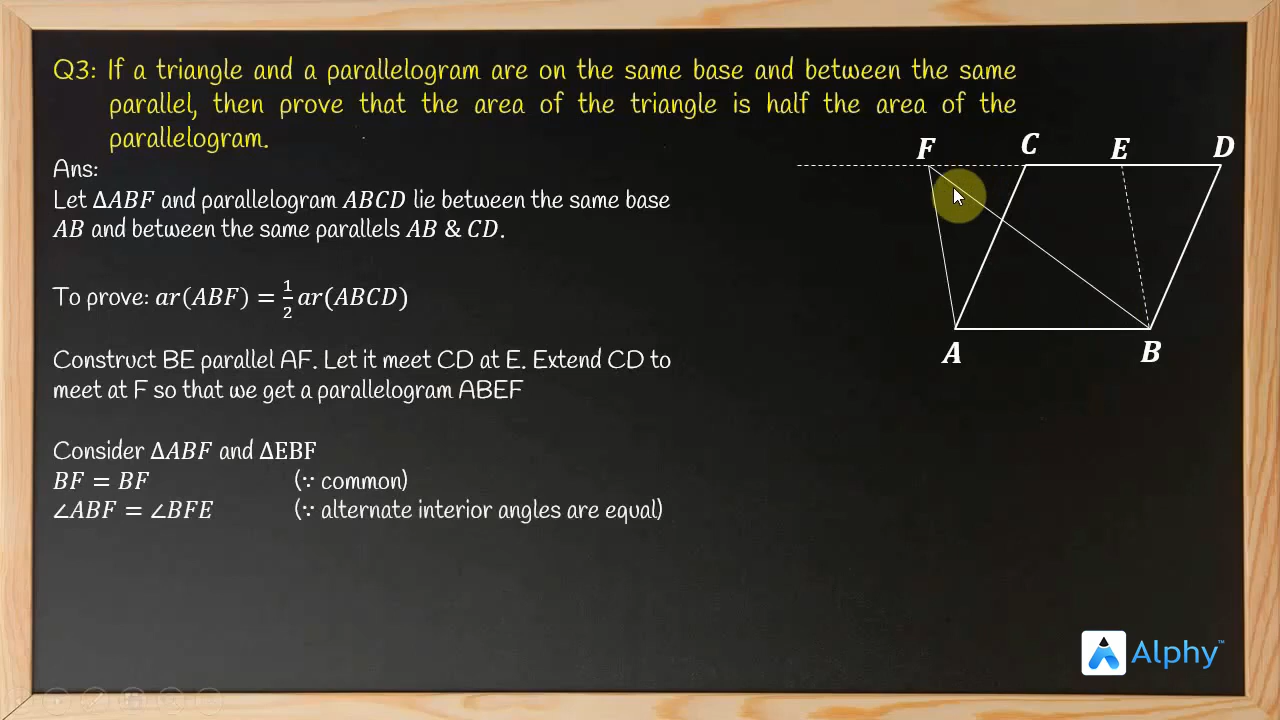 Q3: If a triangle and a parallelogram are on the same base and between the same
parallel, then prove that the area of the triangle is half the area of the
parallelogram.
Ans:
Let ΔABF and parallelogram ABCD lie between the same base
AB and between the same parallels AB & CD.
To prove: ar(ABF) = 1/2 ar(ABCD)
Construct BE parallel AF. Let it meet CD at E. Extend CD to
meet at F so that we get a parallelogram ABEF
Consider ΔABF and ΔEBF
BF = BF (∵ common)
∠ABF = ∠BFE (∵ alternate interior angles are equal)
F C E D
A B
Alphy™